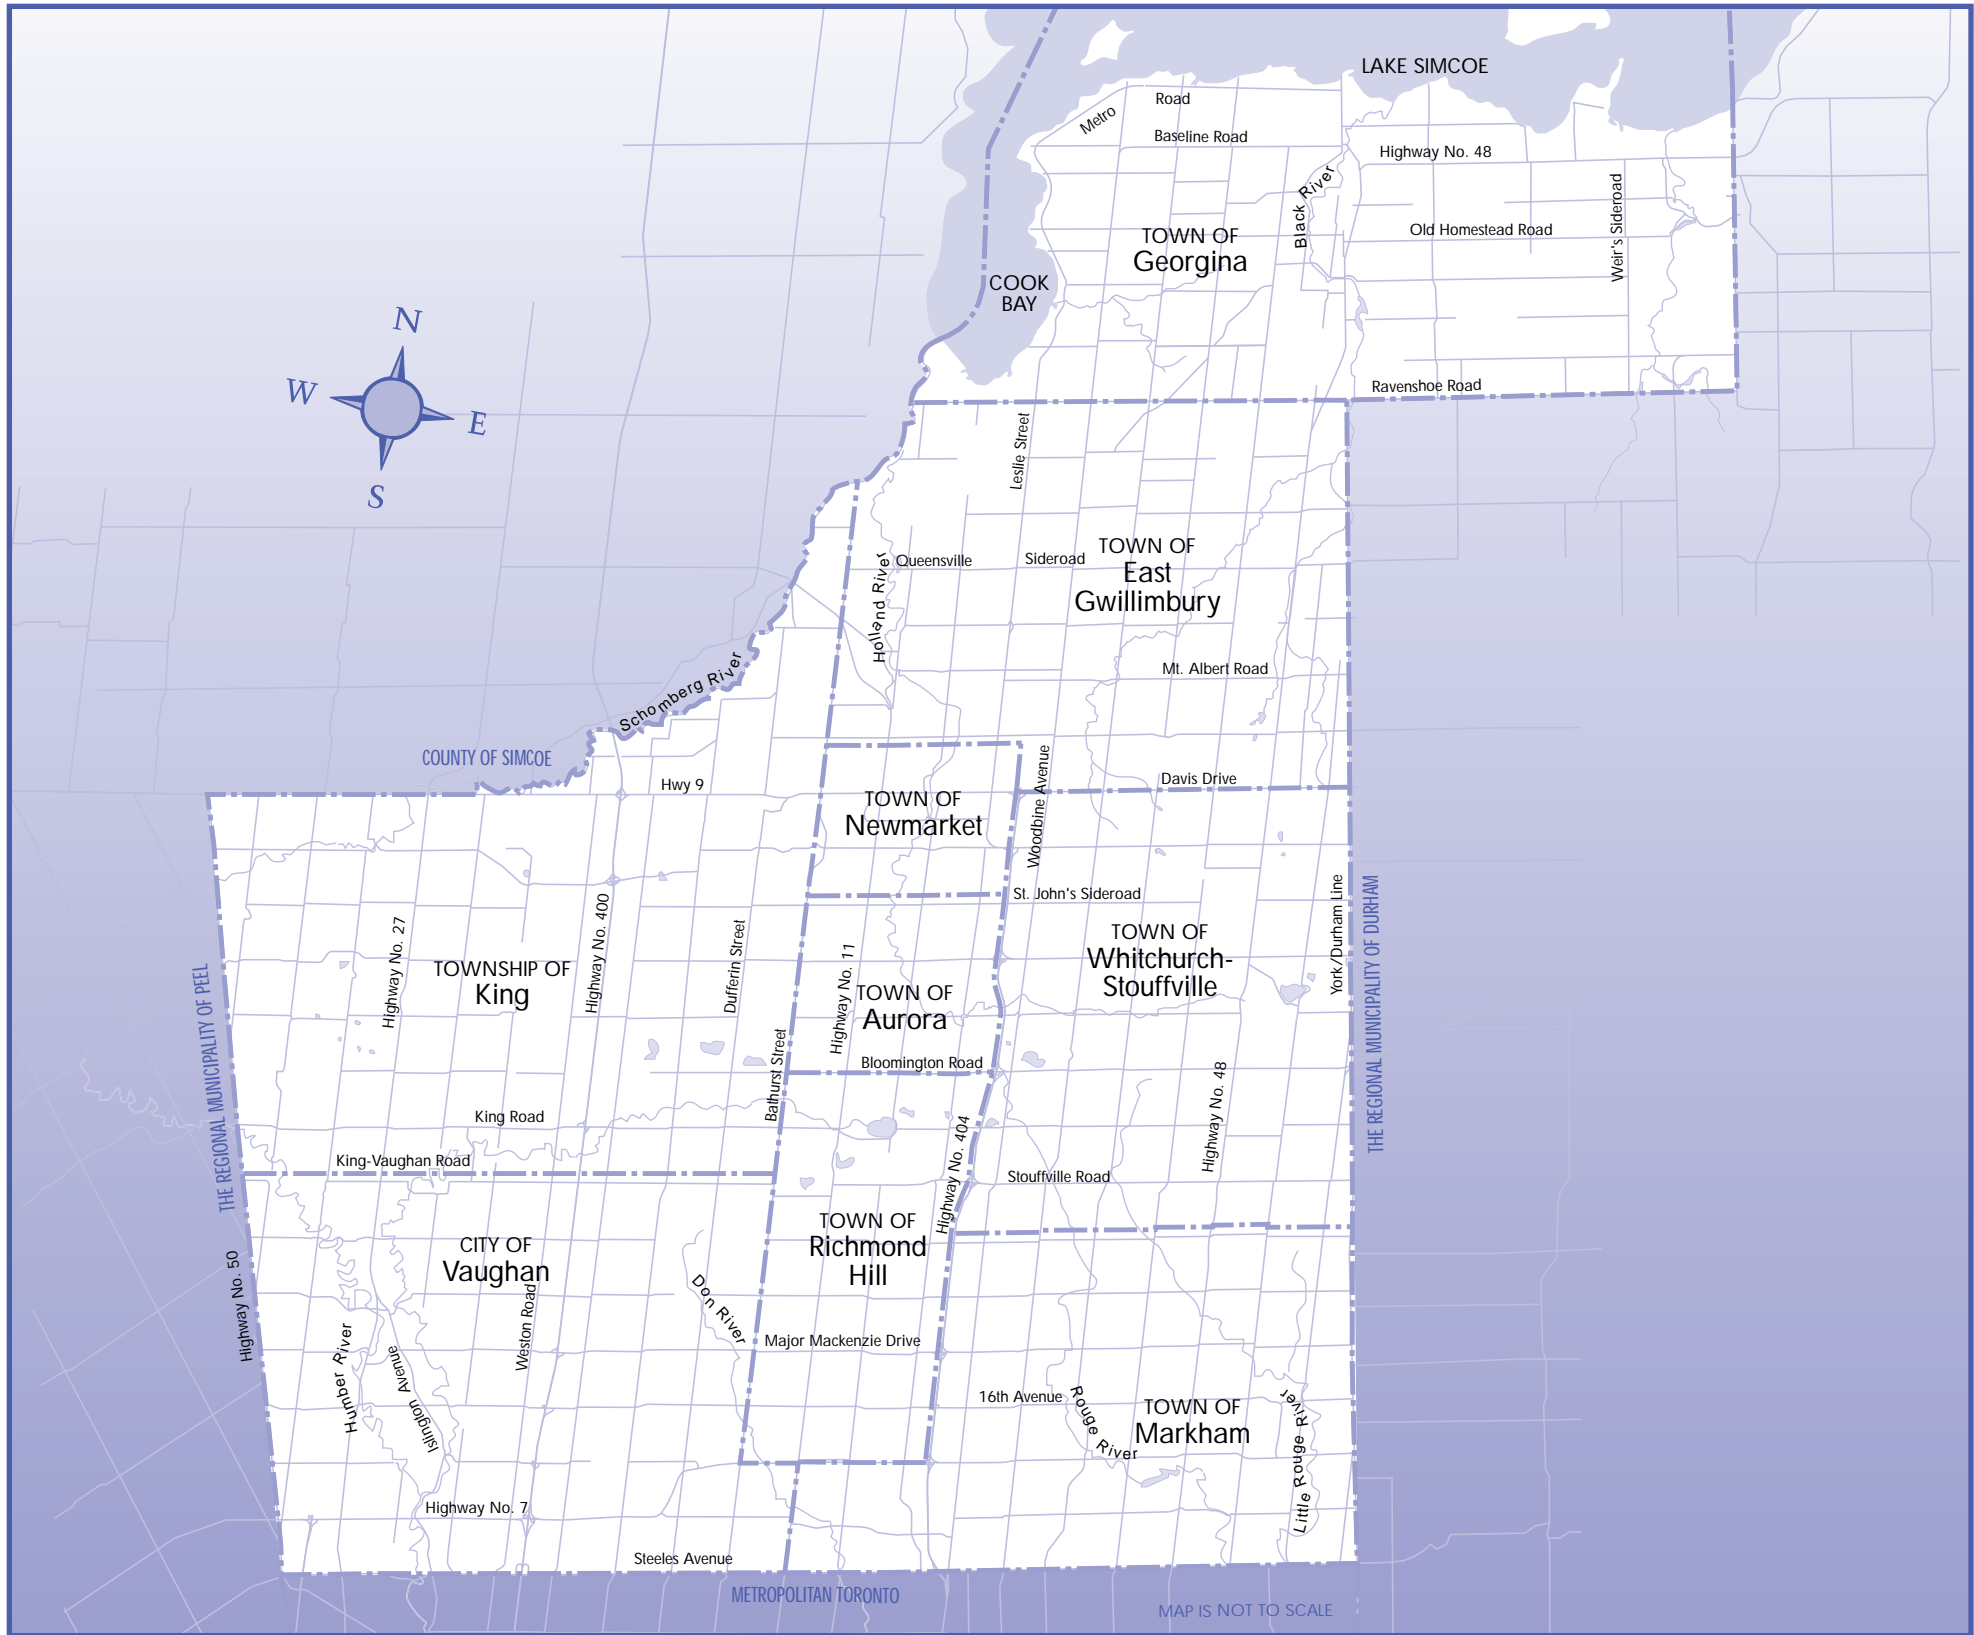 LAKE SIMCOE
Metro
Road
Baseline Road
Highway No. 48
Black River
Weir's Sideroad
Old Homestead Road
TOWN OF
Georgina
COOK
BAY
N
W
E
S
Ravenshoe Road
Leslie Street
Queensville
Sideroad
TOWN OF
East
Gwillimbury
Holland River
Mt. Albert Road
Schomberg River
COUNTY OF SIMCOE
Hwy 9
Davis Drive
Woodbine Avenue
TOWN OF
Newmarket
St. John's Sideroad
York/Durham Line
THE REGIONAL MUNICIPALITY OF DURHAM
TOWN OF
Whitchurch-
Stouffville
Highway No. 27
Highway No. 400
Dufferin Street
Highway No. 11
TOWNSHIP OF
King
TOWN OF
Aurora
THE REGIONAL MUNICIPALITY OF PEEL
Bathurst Street
Bloomington Road
Highway No. 48
King Road
Highway No. 404
King-Vaughan Road
Stouffville Road
TOWN OF
Richmond
Hill
CITY OF
Vaughan
Highway No. 50
Weston Road
Don River
Humber River
Islington Avenue
Major Mackenzie Drive
16th Avenue
Rouge River
TOWN OF
Markham
Little Rouge River
Highway No. 7
Steeles Avenue
METROPOLITAN TORONTO
MAP IS NOT TO SCALE